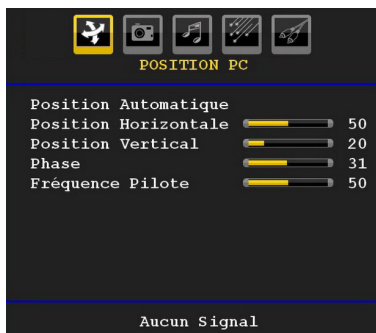 POSITION PC
Position Automatique
Position Horizontale 50
Position Vertical 20
Phase 31
Fréquence Pilote 50
Aucun Signal